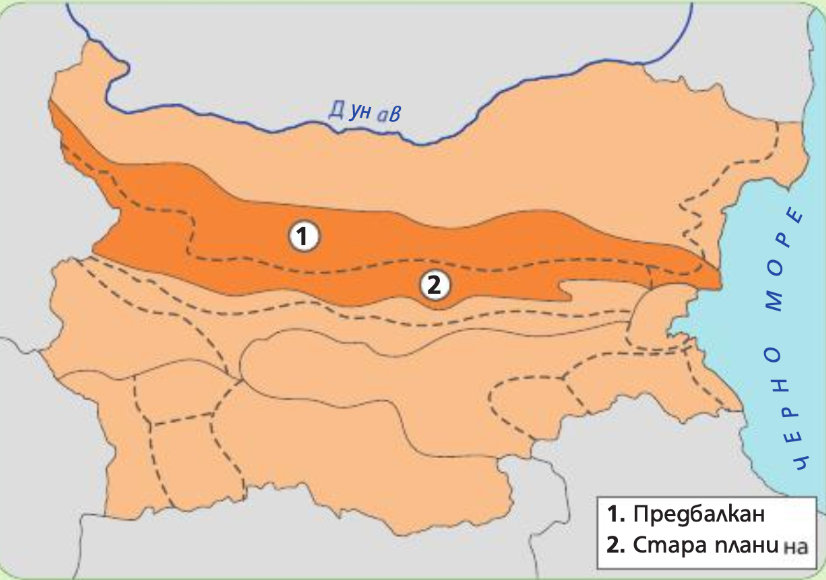 Дунав
1
2
ЧЕРНО МОРЕ
1. Предбалкан
2. Стара планина